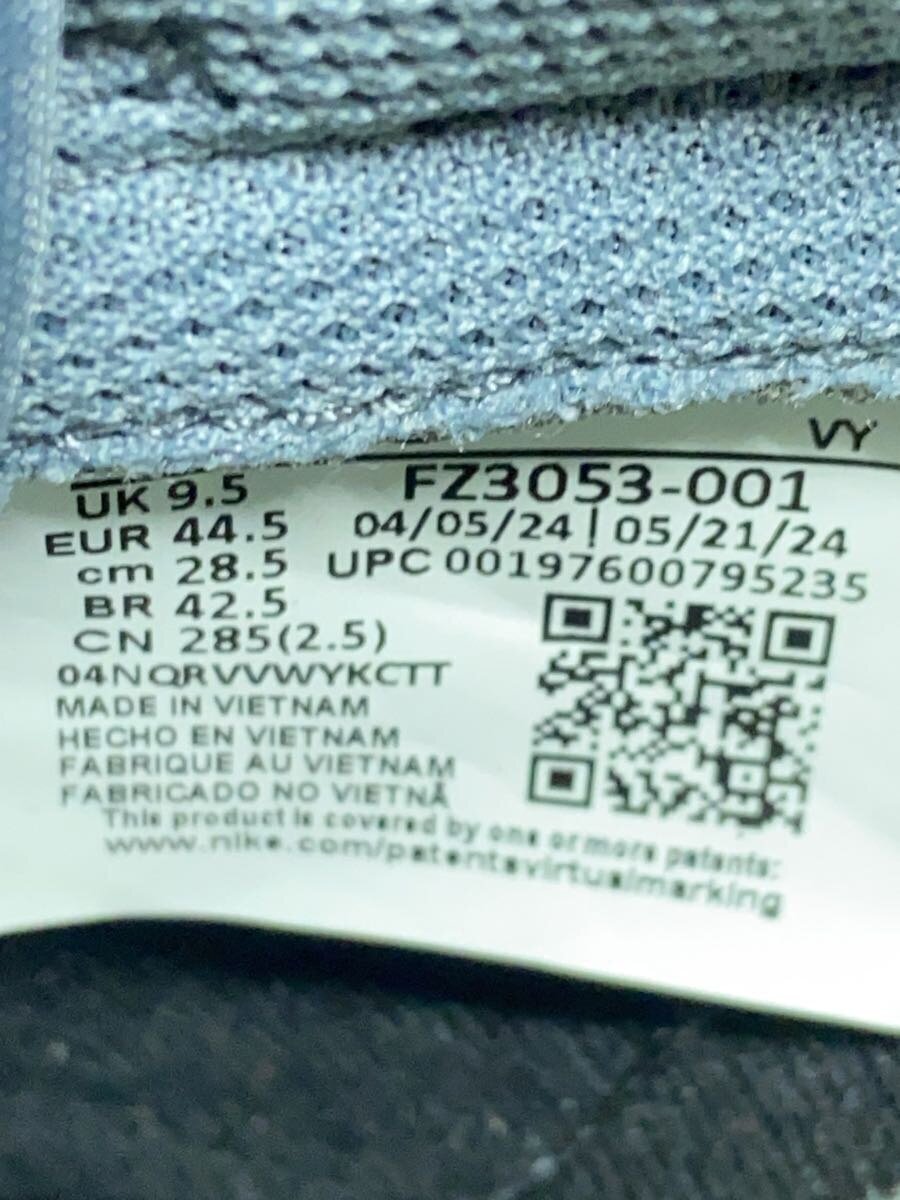 VY
UK 9.5
FZ3053-001
EUR 44.5
04/05/24 | 05/21/24
cm 28.5
UPC 00197600795235
BR 42.5
CN 285(2.5)
04NQRVVWYKCTT
MADE IN VIETNAM
HECHO EN VIETNAM
FABRIQUE AU VIETNAM
FABRICADO NO VIETNÃ
This product is covered by one or more patents:
www.nike.com/patentsvirtualmarking